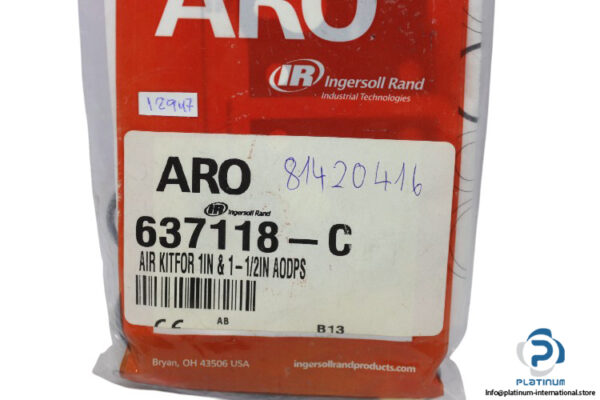 ARO
IR Ingersoll Rand
Industrial Technologies
12947
ARO 81420416
IR Ingersoll Rand
637118-C
AIR KITFOR 1IN & 1-1/2IN AODPS
CE AB B13
Bryan, OH 43506 USA ingersollrandproducts.com
PLATINUM
info@platinum-international.store